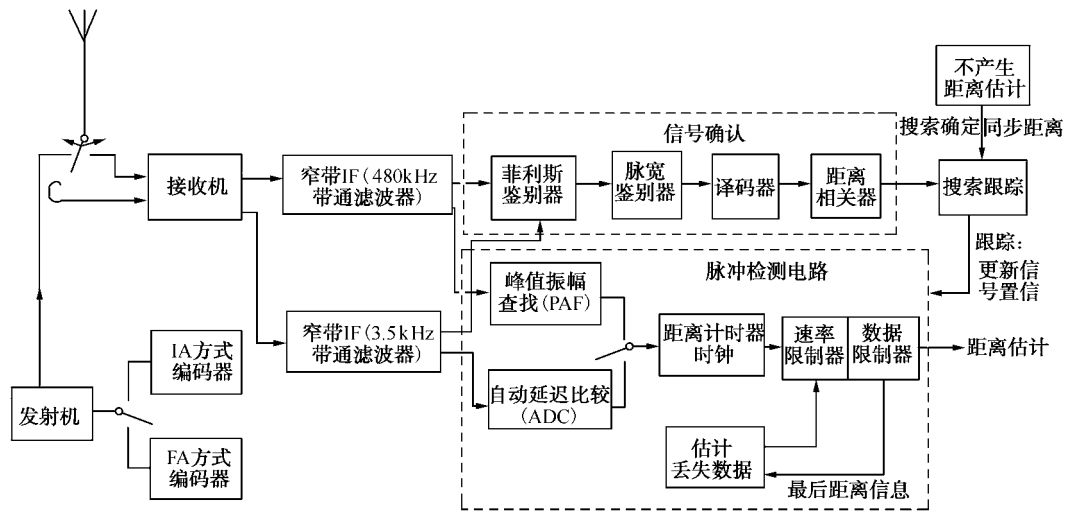 不产生
距离估计
搜索确定
同步距离
信号确认
接收机
窄带IF(480kHz
带通滤波器)
菲利斯
鉴别器
脉宽
鉴别器
译码器
距离
相关器
搜索跟踪
跟踪:
更新信
号置信
脉冲检测电路
峰值振幅
查找(PAF)
窄带IF(3.5kHz
带通滤波器)
距离计时器
时钟
速率
限制器
数据
限制器
距离估计
IA方式
编码器
自动延迟比较
(ADC)
发射机
估计
丢失数据
FA方式
编码器
最后距离信息